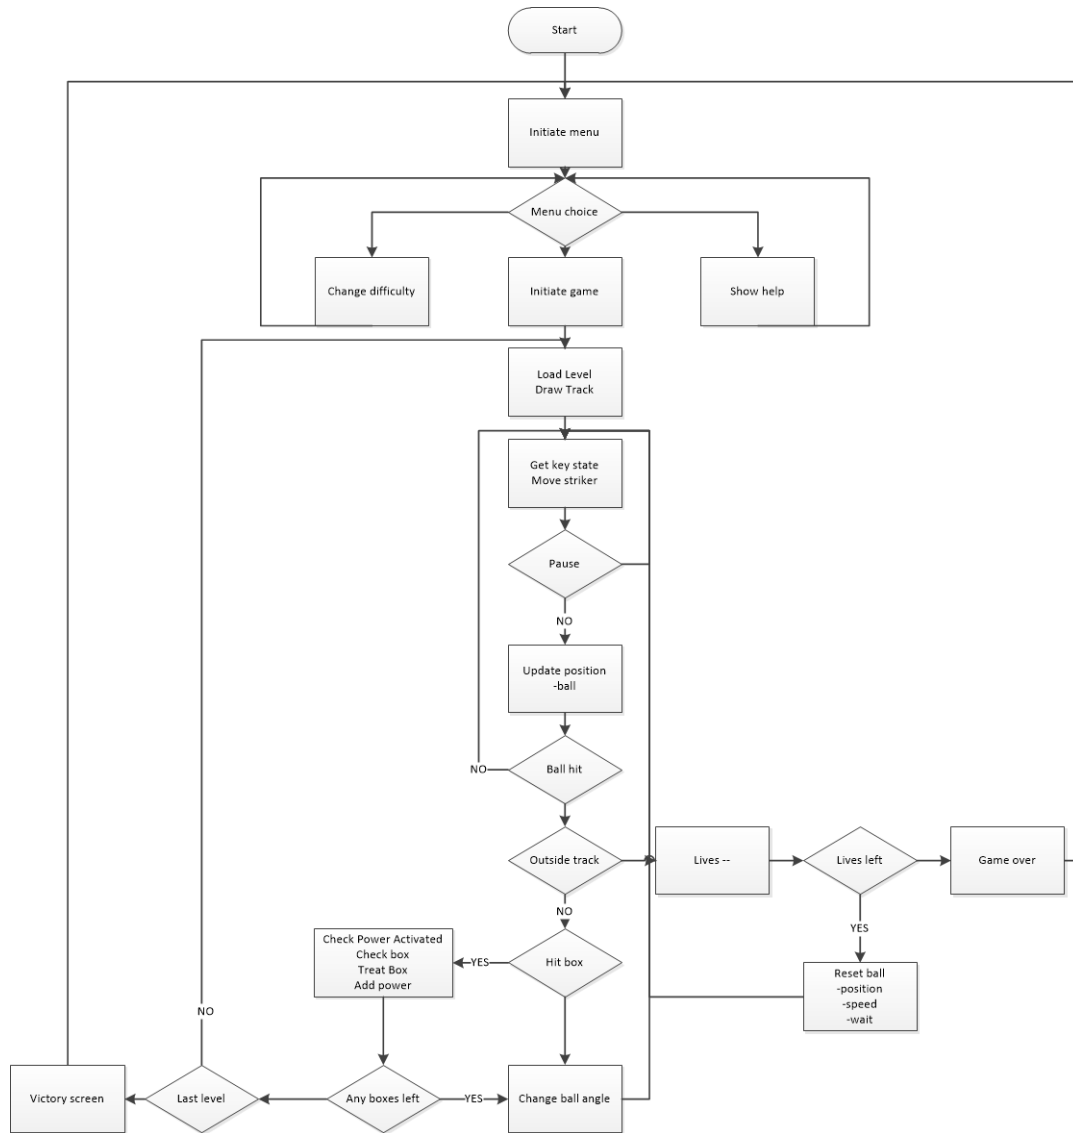 Start
Initiate menu
Menu choice
Change difficulty
Initiate game
Show help
Load Level
Draw Track
Get key state
Move striker
Pause
NO
Update position
-ball
NO
Ball hit
Outside track
Lives --
Lives left
Game over
NO
YES
Check Power Activated
Check box
Treat Box
Add power
YES
Hit box
Reset ball
-position
-speed
-wait
NO
Victory screen
Last level
Any boxes left
YES
Change ball angle